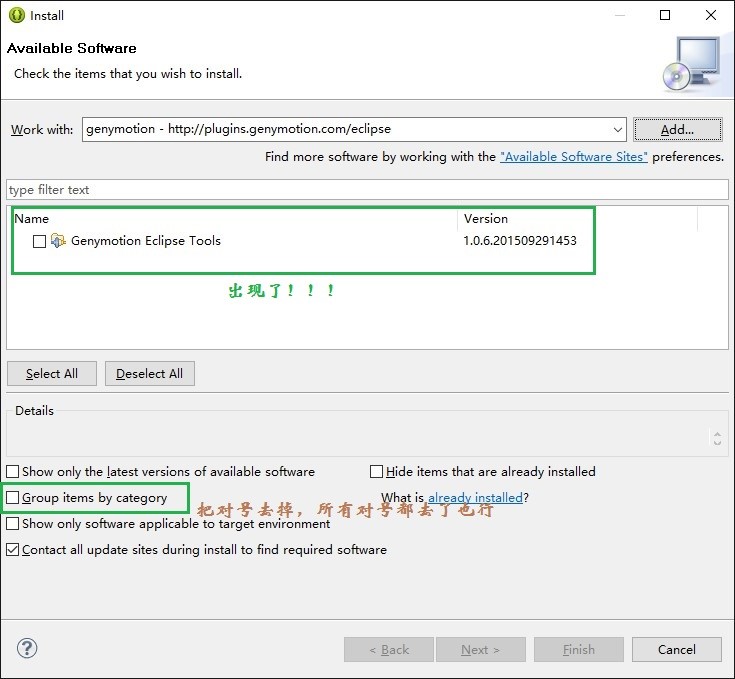 Install
Available Software
Check the items that you wish to install.
Work with: genymotion - http://plugins.genymotion.com/eclipse Add...
Find more software by working with the "Available Software Sites" preferences.
type filter text
Name Version
Genymotion Eclipse Tools 1.0.6.201509291453
出现了！！！
Select All Deselect All
Details
Show only the latest versions of available software Hide items that are already installed
Group items by category What is already installed?
把对号去掉，所有对号都去了也行
Show only software applicable to target environment
Contact all update sites during install to find required software
? < Back Next > Finish Cancel